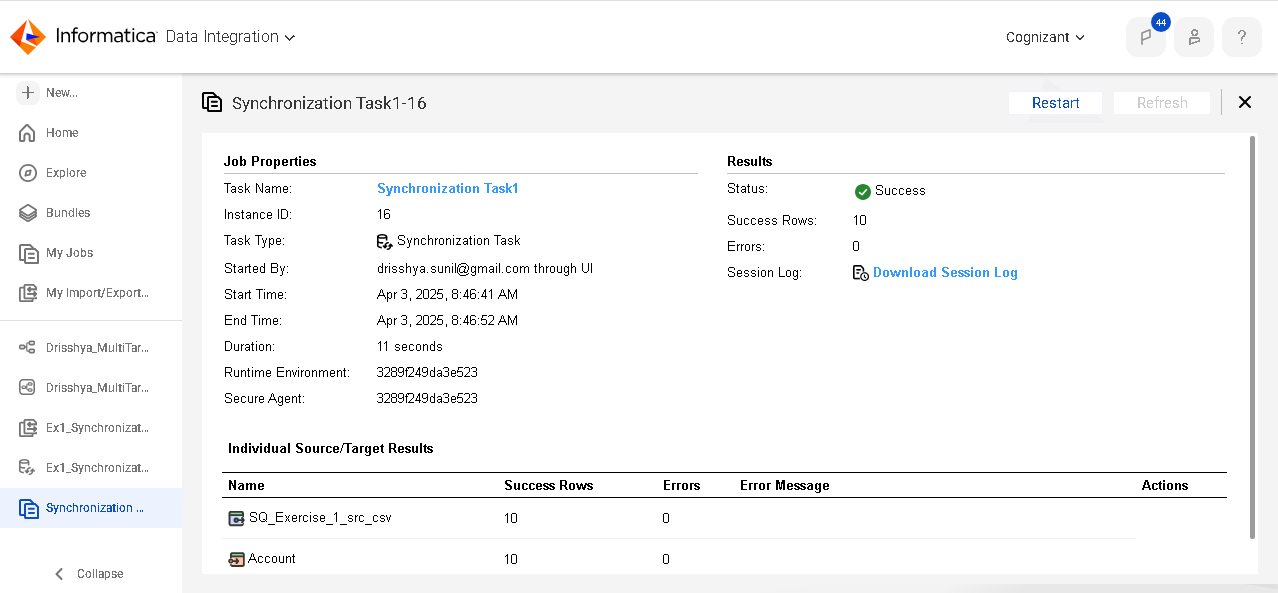 Informatica Data Integration
Cognizant
44
?
New...
Home
Explore
Bundles
My Jobs
My Import/Export...
Drisshya_MultiTar...
Drisshya_MultiTar...
Ex1_Synchronizat...
Ex1_Synchronizat...
Synchronization ...
Collapse
Synchronization Task1-16
Restart
Refresh
Job Properties
Task Name: Synchronization Task1
Instance ID: 16
Task Type: Synchronization Task
Started By: drisshya.sunil@gmail.com through UI
Start Time: Apr 3, 2025, 8:46:41 AM
End Time: Apr 3, 2025, 8:46:52 AM
Duration: 11 seconds
Runtime Environment: 3289f249da3e523
Secure Agent: 3289f249da3e523
Results
Status: Success
Success Rows: 10
Errors: 0
Session Log: Download Session Log
Individual Source/Target Results
Name Success Rows Errors Error Message Actions
SQ_Exercise_1_src_csv 10 0
Account 10 0